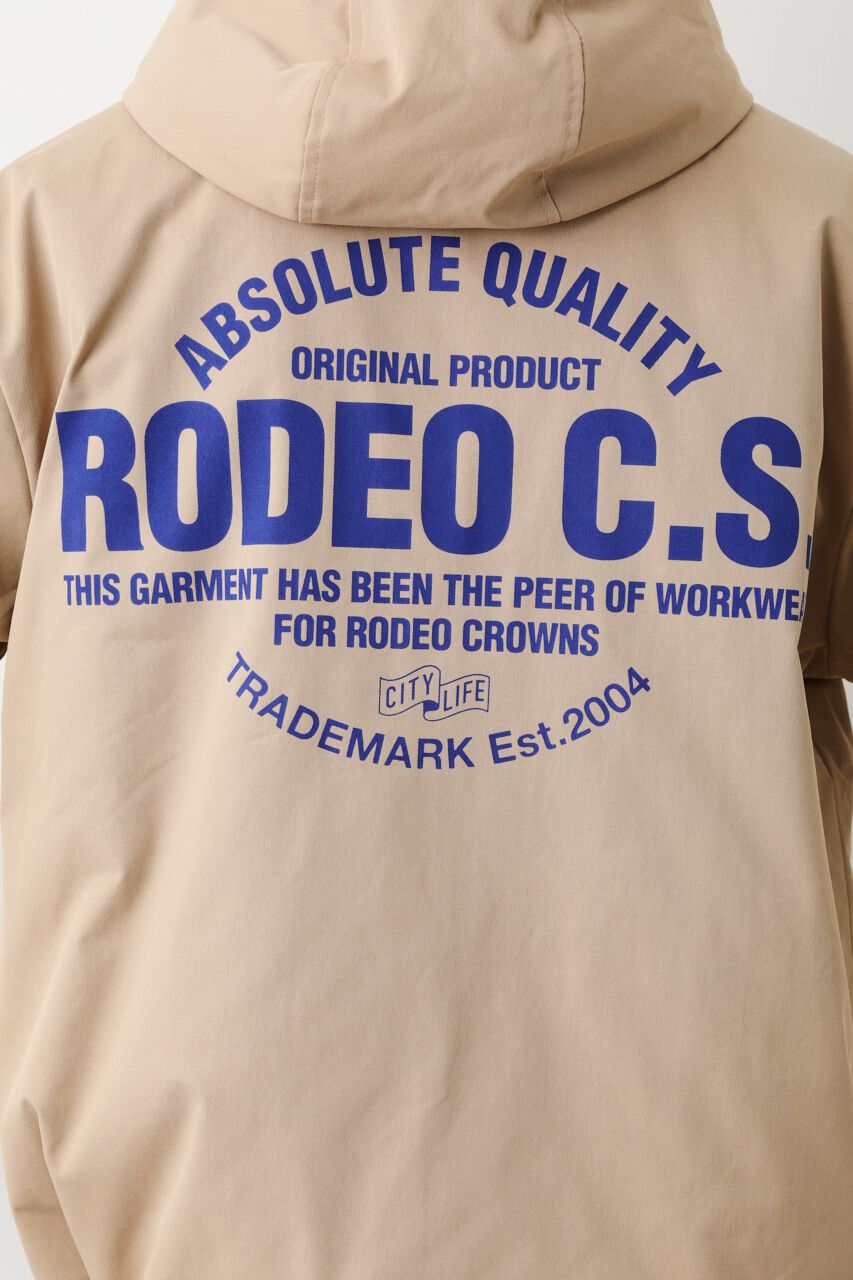 ABSOLUTE QUALITY
ORIGINAL PRODUCT
RODEO C.S.
THIS GARMENT HAS BEEN THE PEER OF
FOR RODEO CROWNS
CITY LIFE
TRADEMARK Est.2004